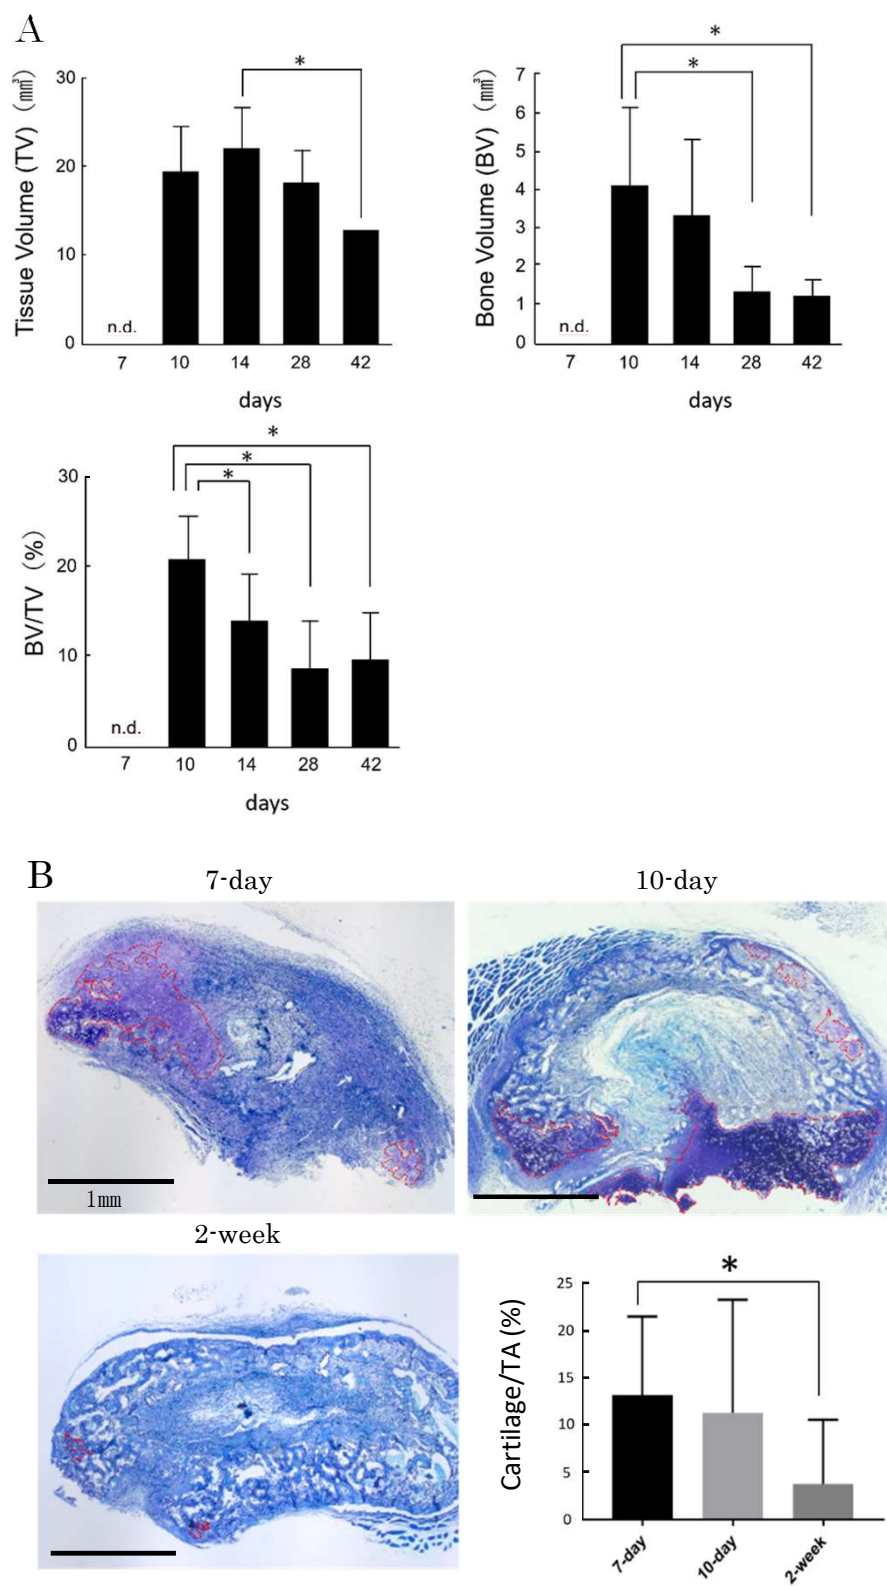 A
Tissue Volume (TV) (㎣)
30
20
10
0
n.d.
*
7 10 14 28 42
days
Bone Volume (BV) (㎣)
7
6
5
4
3
2
1
0
n.d.
*
*
7 10 14 28 42
days
BV/TV (%)
30
20
10
0
n.d.
*
*
*
7 10 14 28 42
days
B
7-day
10-day
1㎜
2-week
Cartilage/TA (%)
25
20
15
10
5
0
*
7-day 10-day 2-week